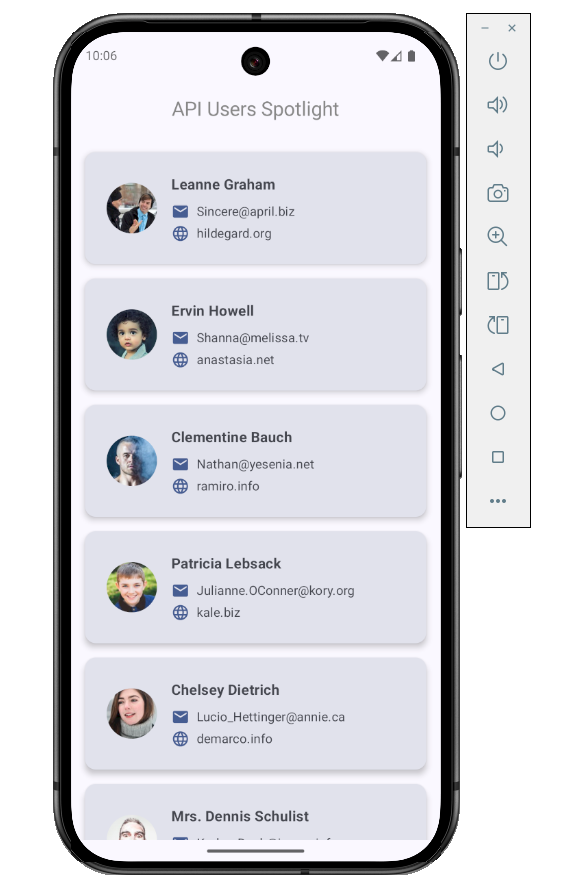 10:06
API Users Spotlight
Leanne Graham
Sincere@april.biz
hildegard.org
Ervin Howell
Shanna@melissa.tv
anastasia.net
Clementine Bauch
Nathan@yesenia.net
ramiro.info
Patricia Lebsack
Julianne.OConner@kory.org
kale.biz
Chelsey Dietrich
Lucio_Hettinger@annie.ca
demarco.info
Mrs. Dennis Schulist